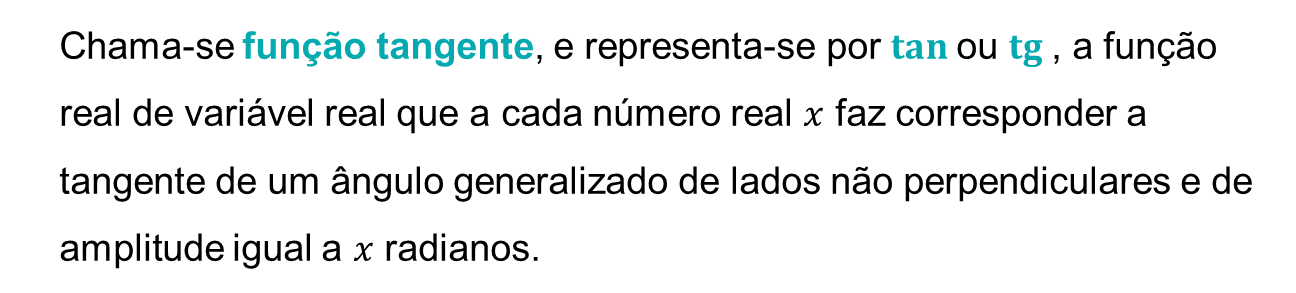 Chama-se função tangente, e representa-se por tan ou tg , a função
real de variável real que a cada número real x faz corresponder a
tangente de um ângulo generalizado de lados não perpendiculares e de
amplitude igual a x radianos.